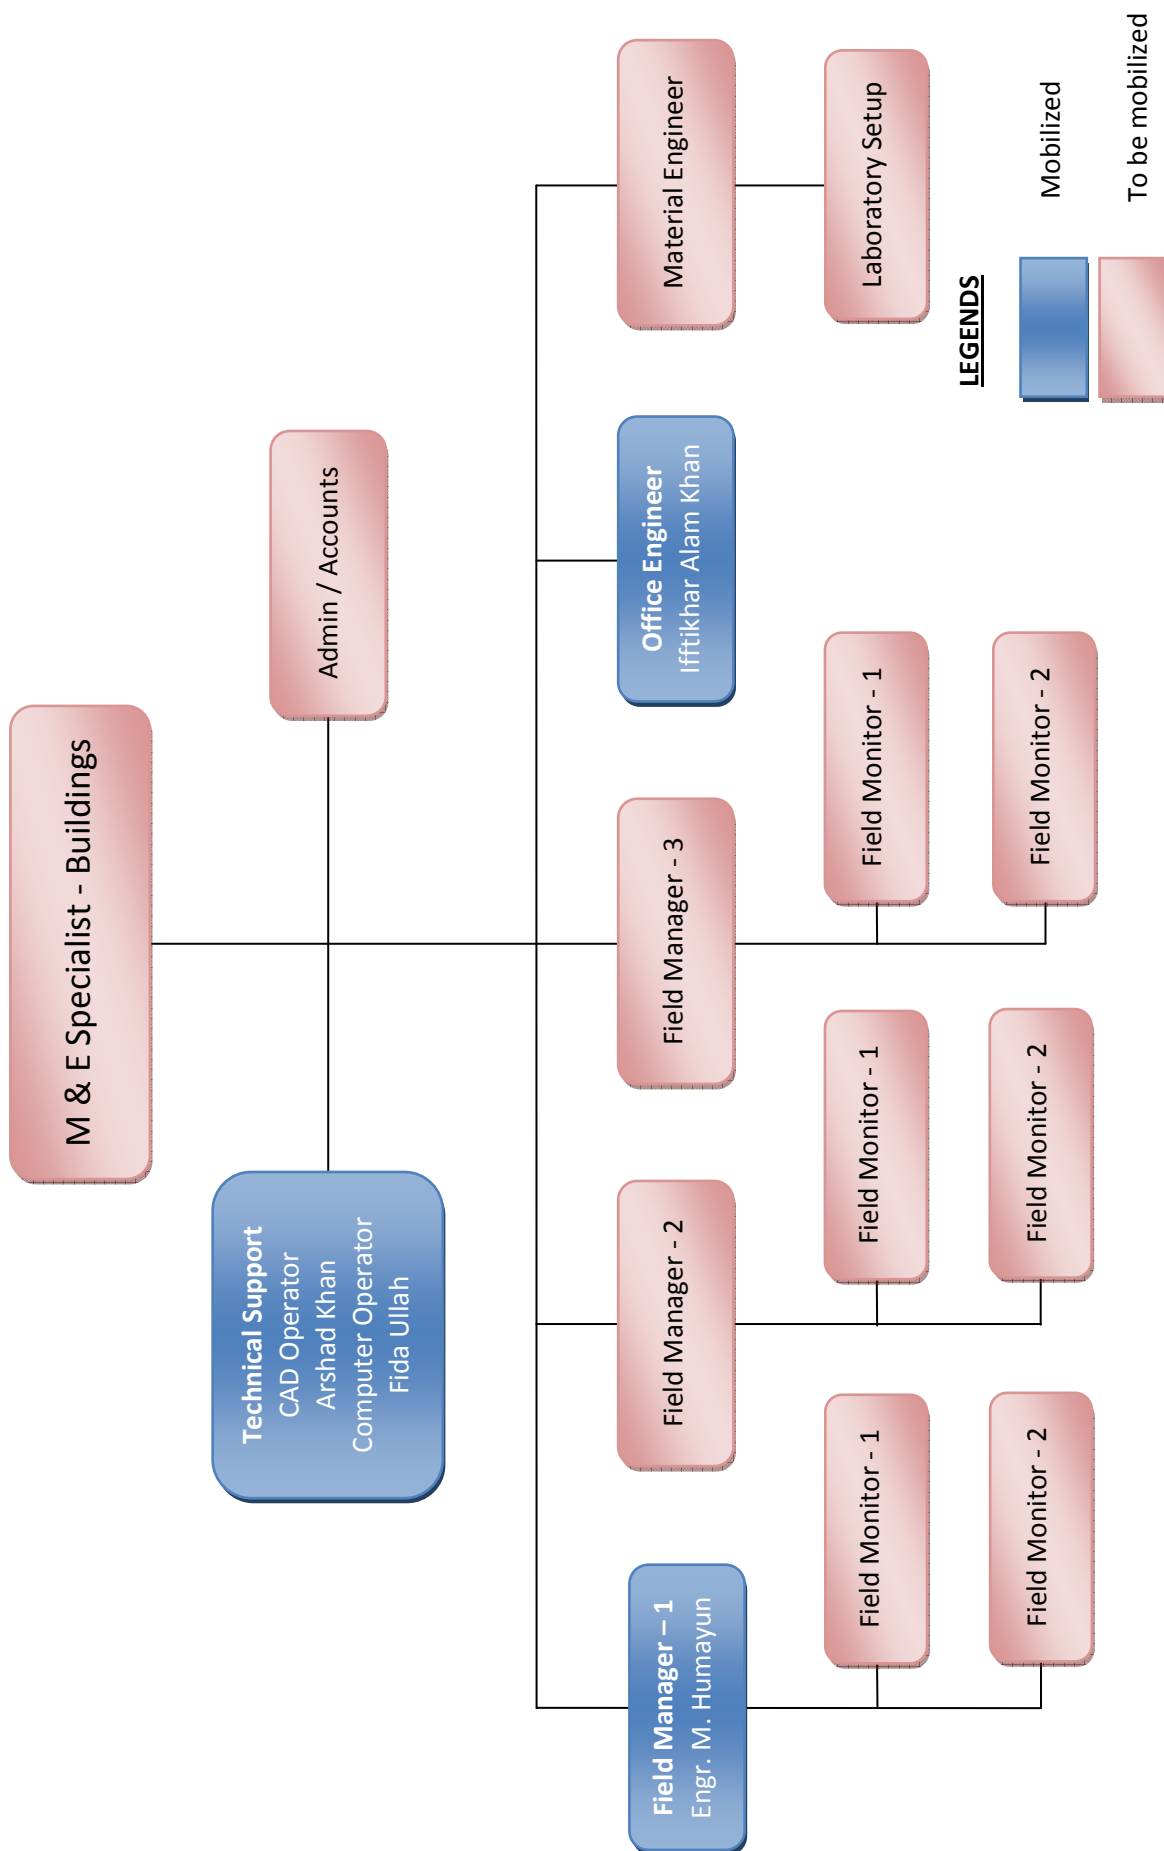 M & E Specialist - Buildings
Technical Support
CAD Operator
Arshad Khan
Computer Operator
Fida Ullah
Admin / Accounts
Field Manager – 1
Engr. M. Humayun
Field Manager - 2
Field Manager - 3
Office Engineer
Ifftikhar Alam Khan
Material Engineer
Field Monitor - 1
Field Monitor - 1
Field Monitor - 1
Laboratory Setup
Field Monitor - 2
Field Monitor - 2
Field Monitor - 2
LEGENDS
Mobilized
To be mobilized